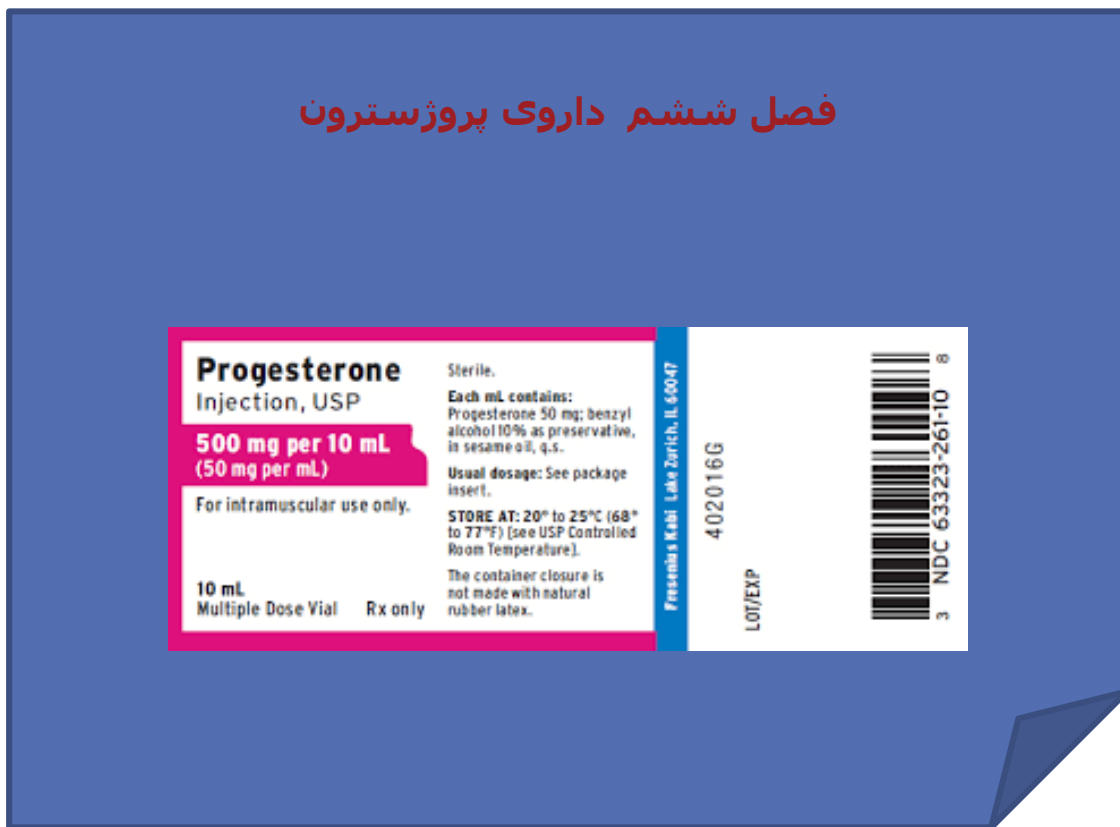 فصل ششم داروی پروژسترون
Progesterone
Injection, USP
500 mg per 10 mL
(50 mg per mL)
For intramuscular use only.
10 mL
Multiple Dose Vial Rx only
Sterile.
Each mL contains:
Progesterone 50 mg; benzyl
alcohol 10% as preservative,
in sesame oil, q.s.
Usual dosage: See package
insert.
STORE AT: 20° to 25°C (68°
to 77°F) [see USP Controlled
Room Temperature].
The container closure is
not made with natural
rubber latex.
Fresenius Kabi Lake Zurich, IL 60047
402016G
LOT/EXP
3 NDC 63323-261-10 8